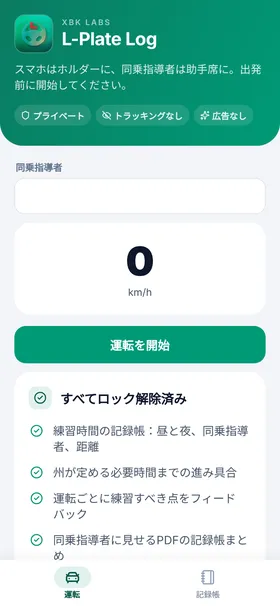 XBK LABS
L-Plate Log
スマホはホルダーに、同乗指導者は助手席に。出発
前に開始してください。
プライベート
トラッキングなし
広告なし
同乗指導者
0
km/h
運転を開始
すべてロック解除済み
練習時間の記録帳：昼と夜、同乗指導
者、距離
州が定める必要時間までの進み具合
運転ごとに練習すべき点をフィード
バック
同乗指導者に見せるPDFの記録帳まと
め
運転
記録帳